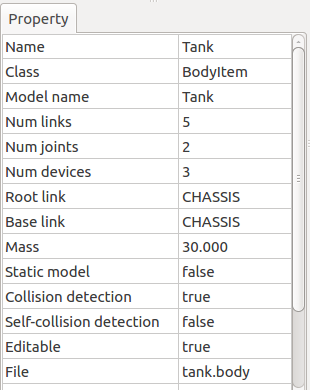 Property
Name Tank
Class BodyItem
Model name Tank
Num links 5
Num joints 2
Num devices 3
Root link CHASSIS
Base link CHASSIS
Mass 30.000
Static model false
Collision detection true
Self-collision detection false
Editable true
File tank.body